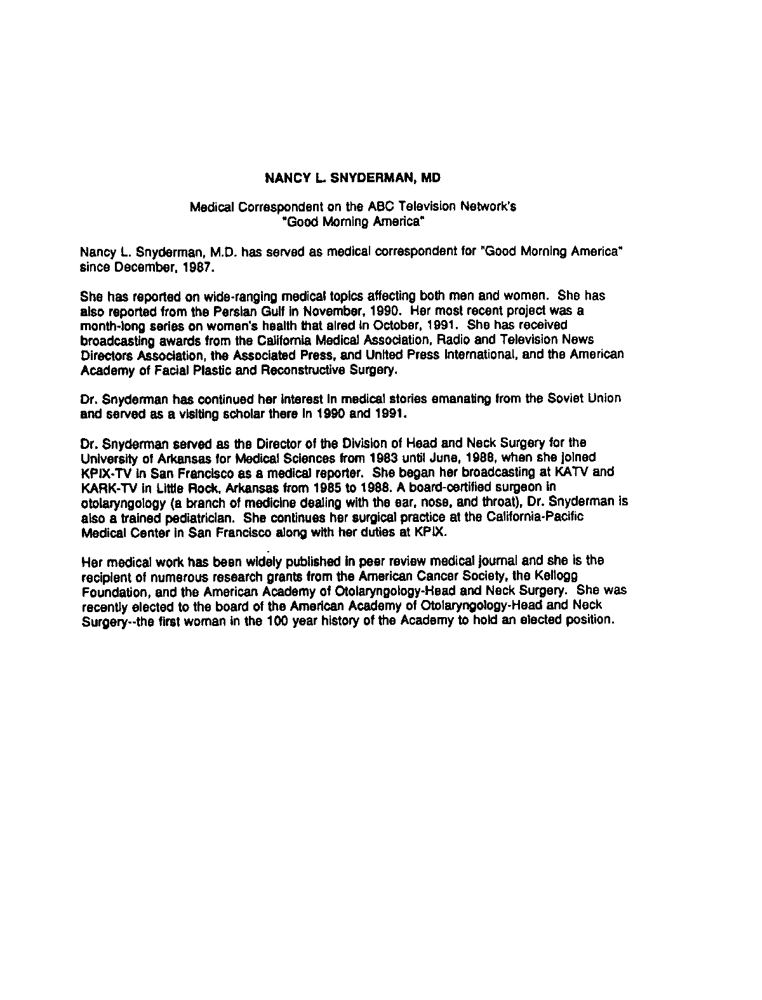 NANCY L. SNYDERMAN, MD
Medical Correspondent on the ABC Television Network's
"Good Morning America"
Nancy L. Snyderman, M.D. has served as medical correspondent for "Good Morning America"
since December, 1987.
She has reported on wide-ranging medical topics affecting both men and women. She has
also reported from the Persian Gulf in November, 1990. Her most recent project was a
month-long series on women's health that aired in October, 1991. She has received
broadcasting awards from the California Medical Association, Radio and Television News
Directors Association, the Associated Press, and United Press International, and the American
Academy of Facial Plastic and Reconstructive Surgery.
Dr. Snyderman has continued her interest in medical stories emanating from the Soviet Union
and served as a visiting scholar there in 1990 and 1991.
Dr. Snyderman served as the Director of the Division of Head and Neck Surgery for the
University of Arkansas for Medical Sciences from 1983 until June, 1988, when she joined
KPIX-TV in San Francisco as a medical reporter. She began her broadcasting at KATV and
KARK-TV in Little Rock, Arkansas from 1985 to 1988. A board-certified surgeon in
otolaryngology (a branch of medicine dealing with the ear, nose, and throat), Dr. Snyderman is
also a trained pediatrician. She continues her surgical practice at the California-Pacific
Medical Center in San Francisco along with her duties at KPIX.
Her medical work has been widely published in peer review medical journal and she is the
recipient of numerous research grants from the American Cancer Society, the Kellogg
Foundation, and the American Academy of Otolaryngology-Head and Neck Surgery. She was
recently elected to the board of the American Academy of Otolaryngology-Head and Neck
Surgery--the first woman in the 100 year history of the Academy to hold an elected position.